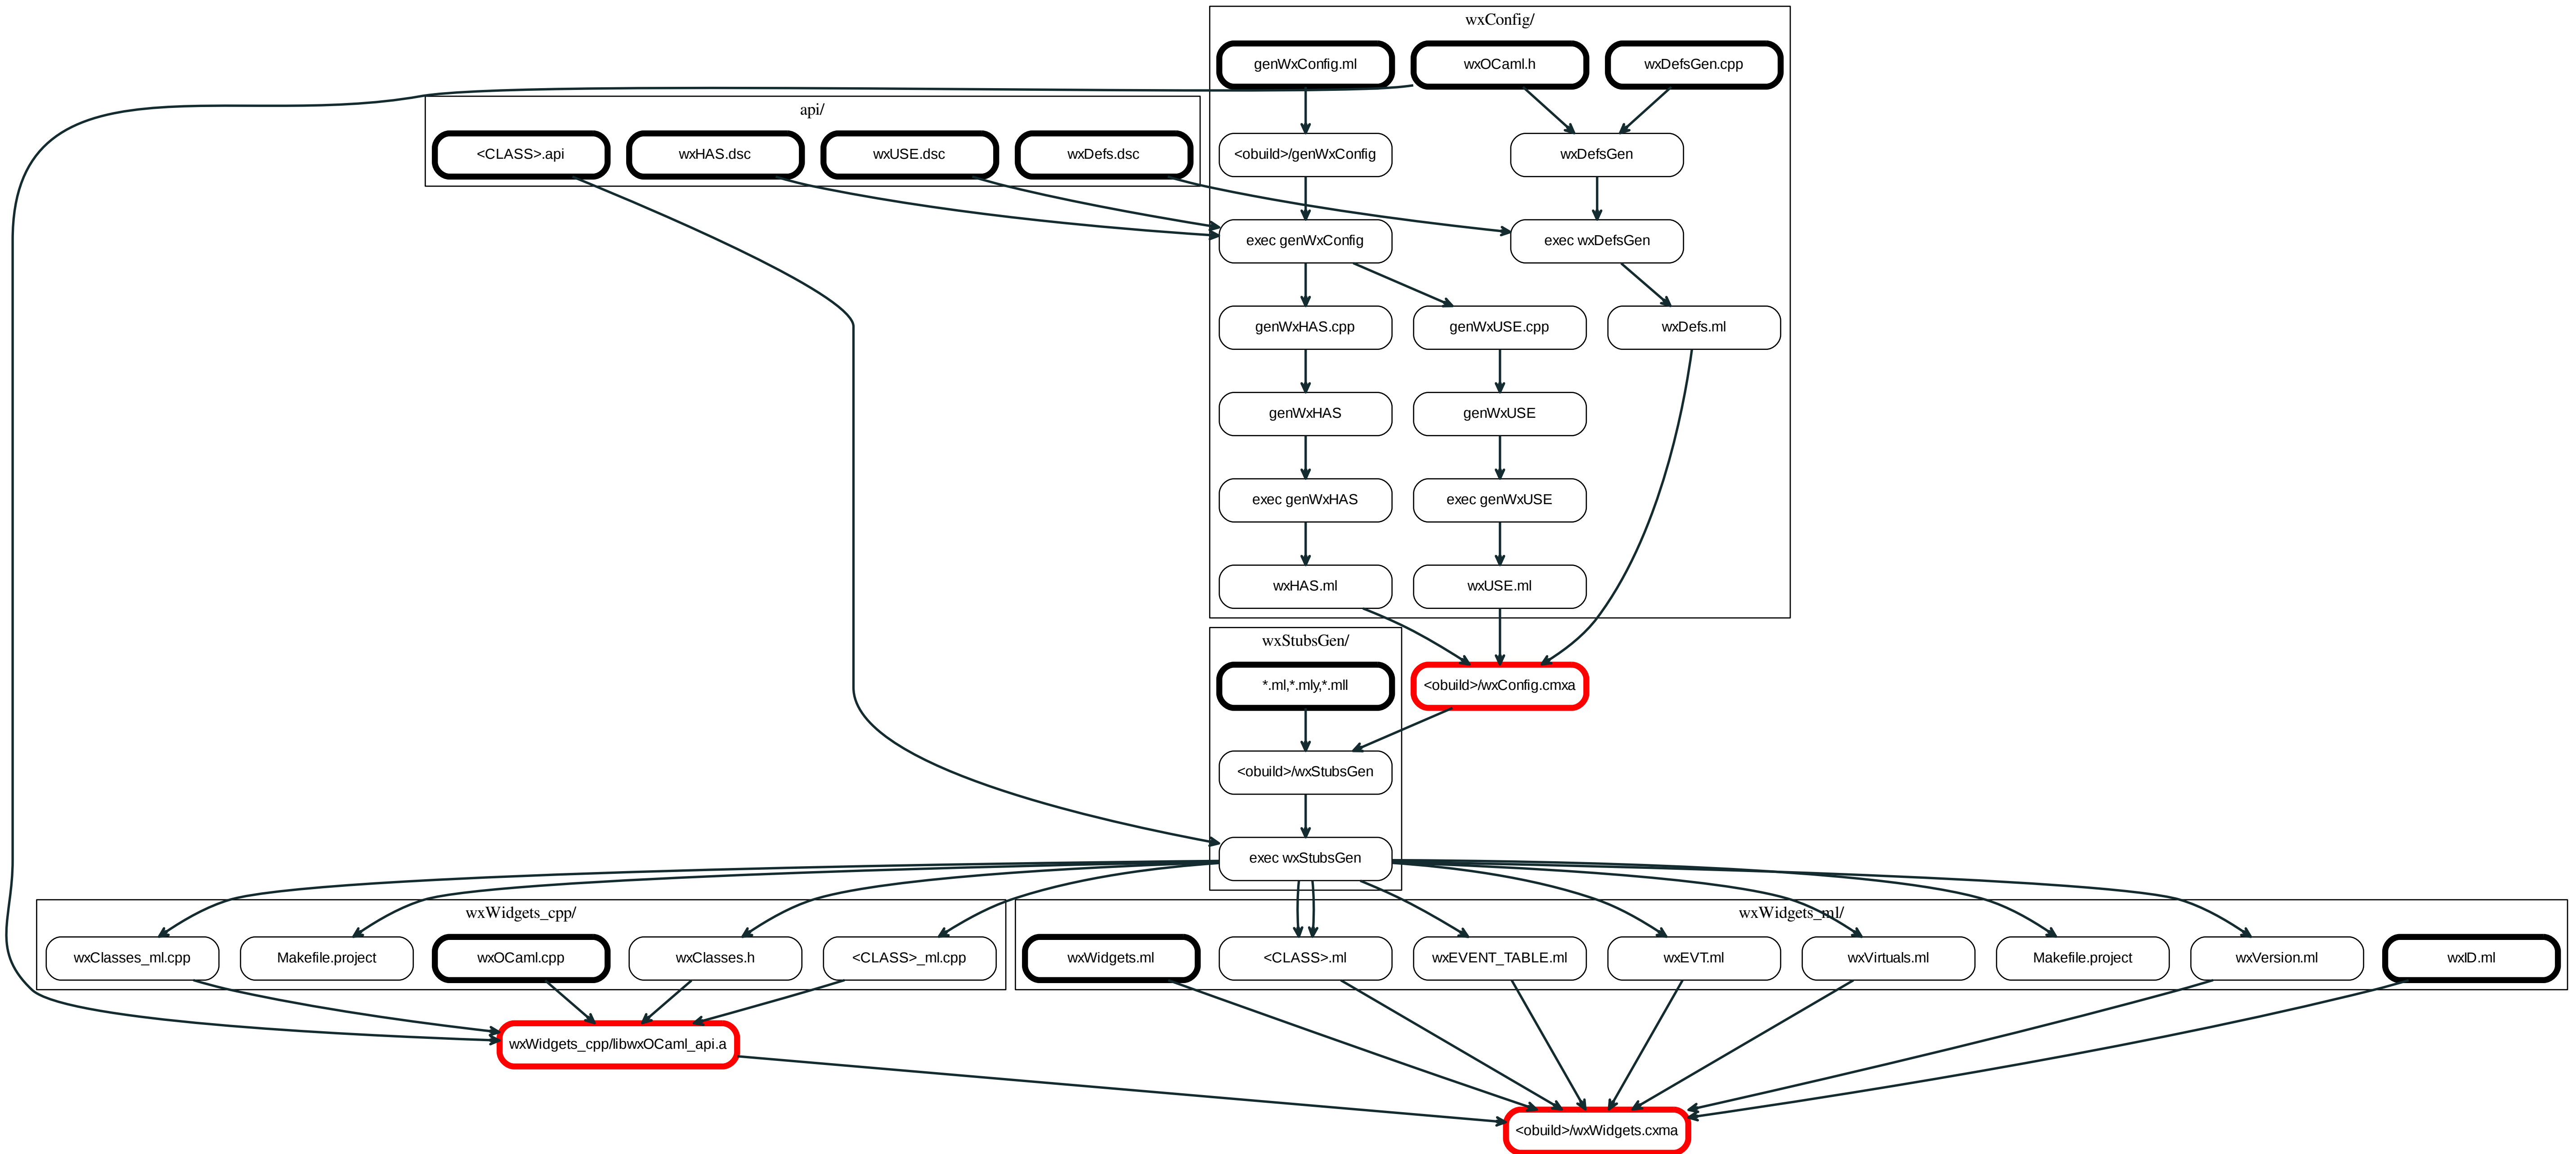 wxConfig/
genWxConfig.ml
wxOCaml.h
wxDefsGen.cpp
api/
<CLASS>.api
wxHAS.dsc
wxUSE.dsc
wxDefs.dsc
<obuild>/genWxConfig
wxDefsGen
exec genWxConfig
exec wxDefsGen
genWxHAS.cpp
genWxUSE.cpp
wxDefs.ml
genWxHAS
genWxUSE
exec genWxHAS
exec genWxUSE
wxHAS.ml
wxUSE.ml
wxStubsGen/
*.ml,*.mly,*.mll
<obuild>/wxConfig.cmxa
<obuild>/wxStubsGen
exec wxStubsGen
wxWidgets_cpp/
wxWidgets_ml/
wxClasses_ml.cpp
Makefile.project
wxOCaml.cpp
wxClasses.h
<CLASS>_ml.cpp
wxWidgets.ml
<CLASS>.ml
wxEVENT_TABLE.ml
wxEVT.ml
wxVirtuals.ml
Makefile.project
wxVersion.ml
wxID.ml
wxWidgets_cpp/libwxOCaml_api.a
<obuild>/wxWidgets.cxma